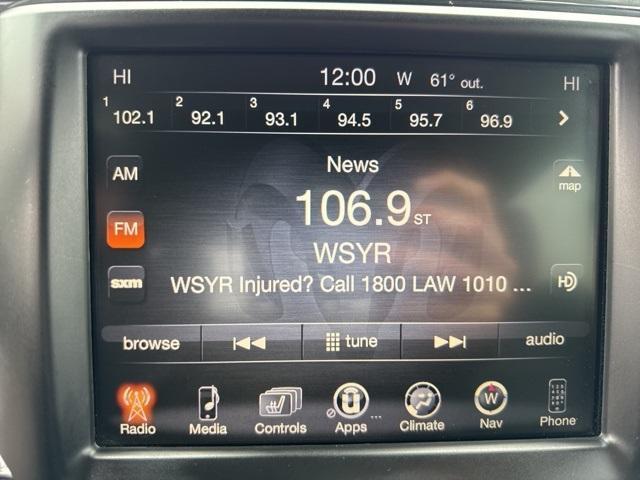 HI 12:00 W 61° out. HI
1 102.1 2 92.1 3 93.1 4 94.5 5 95.7 6 96.9
News
AM
map
106.9 ST
FM
WSYR
sxm WSYR Injured? Call 1800 LAW 1010 ... HD
browse tune audio
Radio Media Controls Apps ... Climate W Nav Phone